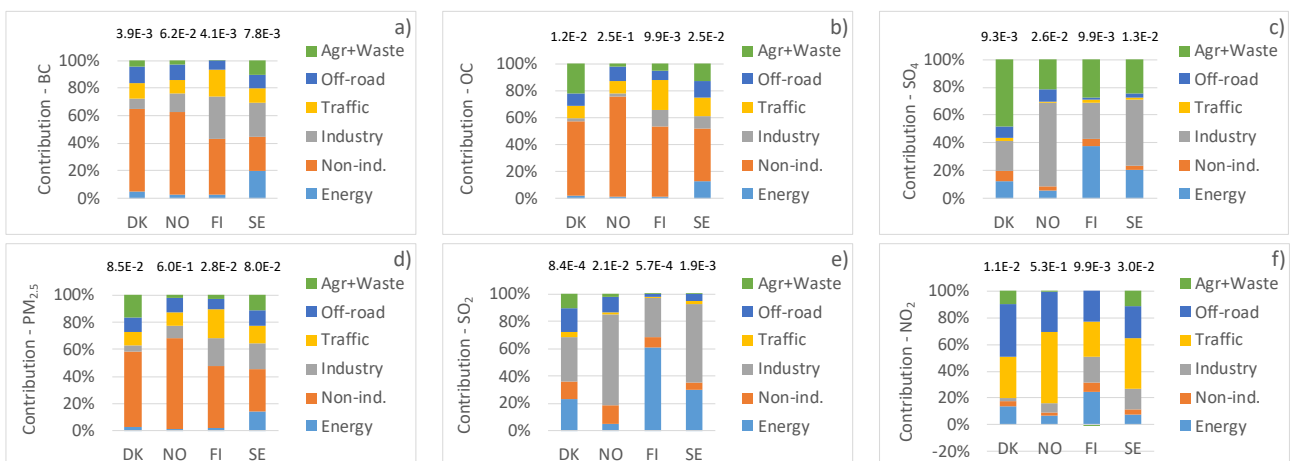 a)
3.9E-3 6.2E-2 4.1E-3 7.8E-3
Contribution - BC
100%
80%
60%
40%
20%
0%
DK NO FI SE
Agr+Waste
Off-road
Traffic
Industry
Non-ind.
Energy
b)
1.2E-2 2.5E-1 9.9E-3 2.5E-2
Contribution - OC
100%
80%
60%
40%
20%
0%
DK NO FI SE
Agr+Waste
Off-road
Traffic
Industry
Non-ind.
Energy
c)
9.3E-3 2.6E-2 9.9E-3 1.3E-2
Contribution - SO4
100%
80%
60%
40%
20%
0%
DK NO FI SE
Agr+Waste
Off-road
Traffic
Industry
Non-ind.
Energy
d)
8.5E-2 6.0E-1 2.8E-2 8.0E-2
Contribution - PM2.5
100%
80%
60%
40%
20%
0%
DK NO FI SE
Agr+Waste
Off-road
Traffic
Industry
Non-ind.
Energy
e)
8.4E-4 2.1E-2 5.7E-4 1.9E-3
Contribution - SO2
100%
80%
60%
40%
20%
0%
DK NO FI SE
Agr+Waste
Off-road
Traffic
Industry
Non-ind.
Energy
f)
1.1E-2 5.3E-1 9.9E-3 3.0E-2
Contribution - NO2
100%
80%
60%
40%
20%
0%
-20%
DK NO FI SE
Agr+Waste
Off-road
Traffic
Industry
Non-ind.
Energy